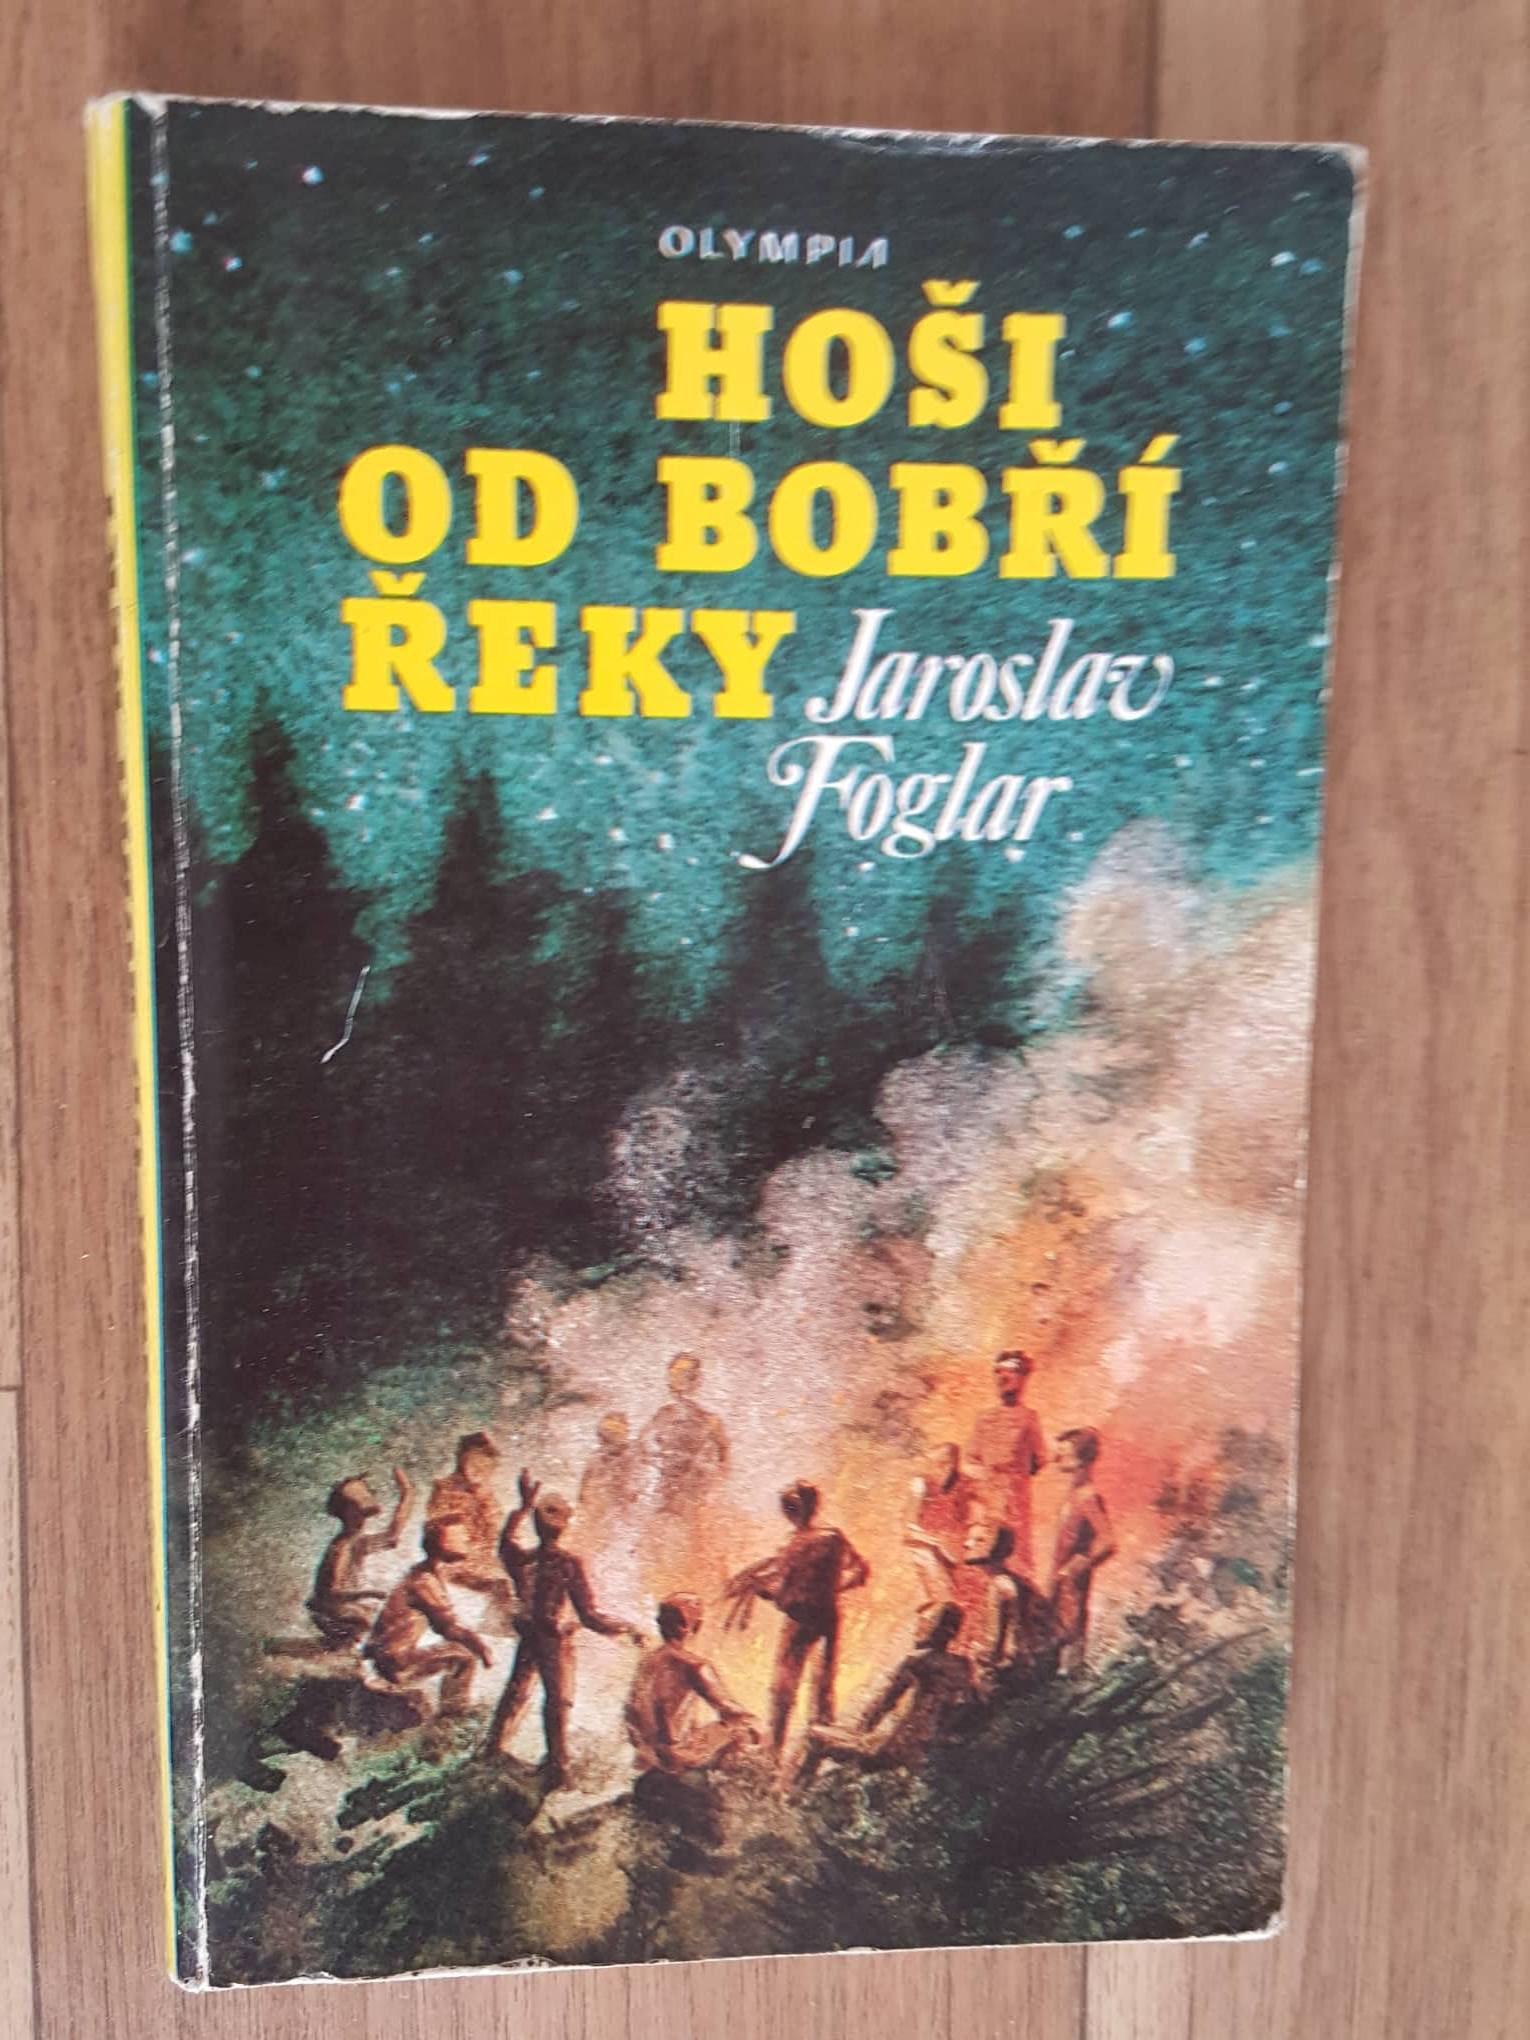 OLYMPIA
HOŠI
OD BOBŘÍ
ŘEKY Jaroslav
Foglar